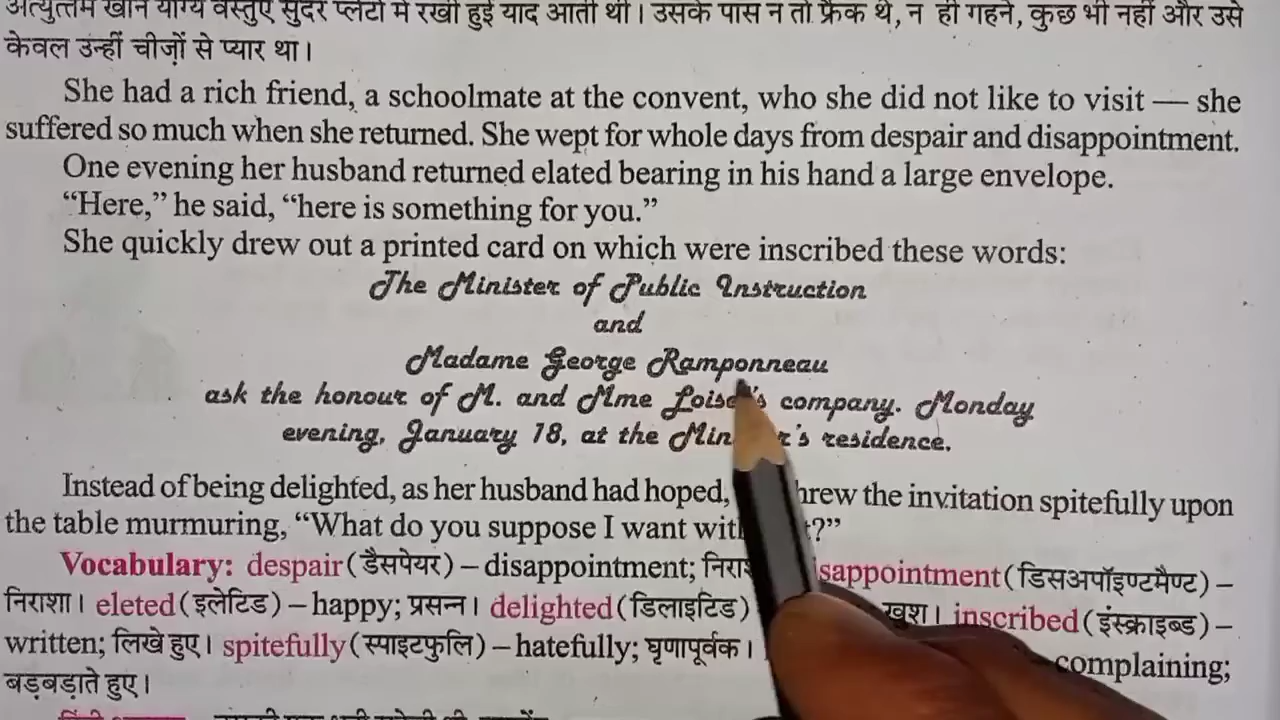 अत्युत्तम खाने योग्य वस्तुएँ सुंदर प्लेटों में रखी हुई याद आती थी। उसके पास न तो फ्रॉक थे, न ही गहने, कुछ भी नहीं और उसे
केवल उन्हीं चीज़ों से प्यार था।
She had a rich friend, a schoolmate at the convent, who she did not like to visit — she
suffered so much when she returned. She wept for whole days from despair and disappointment.
One evening her husband returned elated bearing in his hand a large envelope.
“Here,” he said, “here is something for you.”
She quickly drew out a printed card on which were inscribed these words:
The Minister of Public Instruction
and
Madame George Ramponneau
ask the honour of M. and Mme Loisel's company. Monday
evening, January 18, at the Min r's residence.
Instead of being delighted, as her husband had hoped, hrew the invitation spitefully upon
the table murmuring, “What do you suppose I want wit t?”
Vocabulary: despair (डैसपेयर) – disappointment; निरा sappointment (डिसअपॉइण्टमैण्ट) –
निराशा। eleted (इलेटिड) – happy; प्रसन्न। delighted (डिलाइटिड) खुश। inscribed (इंस्क्राइब्ड) –
written; लिखे हुए। spitefully (स्पाइटफुलि) – hatefully; घृणापूर्वक। complaining;
बड़बड़ाते हुए।